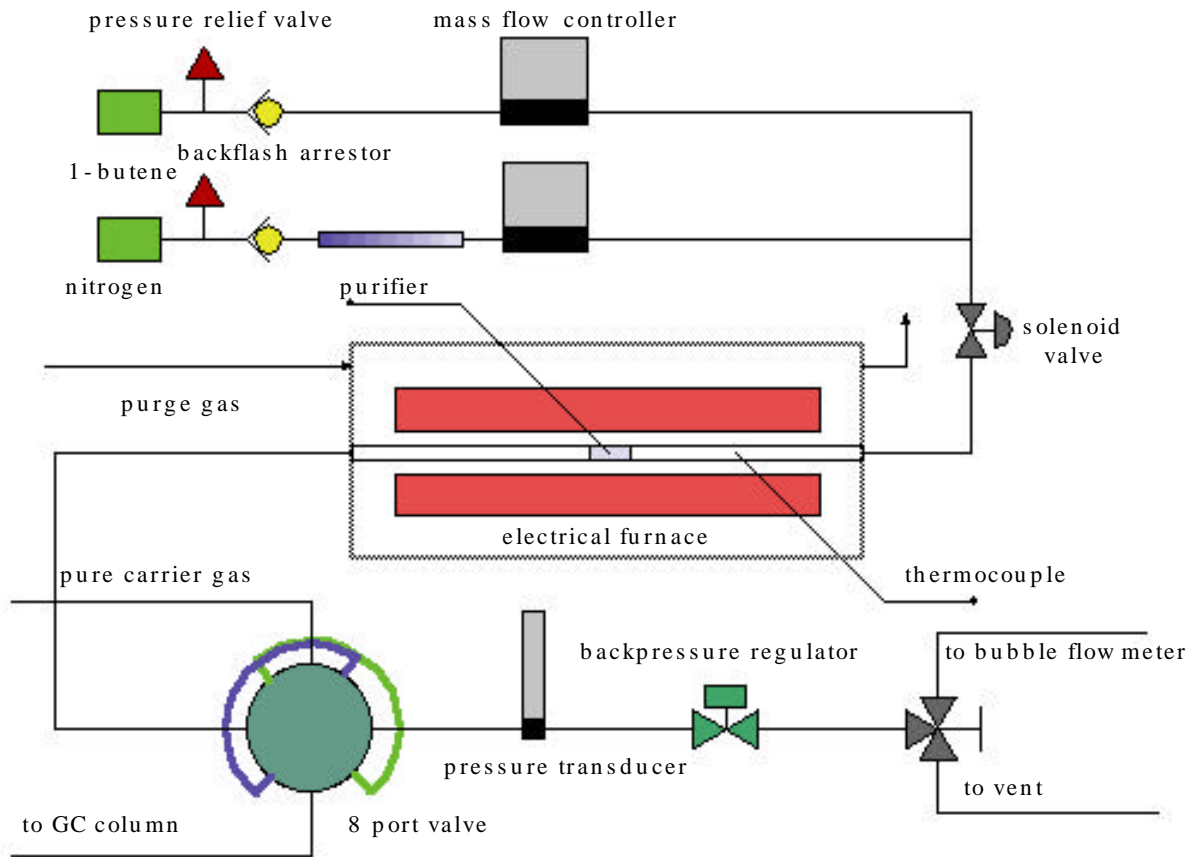 pressure relief valve
mass flow controller
backflash arrestor
1-butene
nitrogen
purifier
solenoid
valve
purge gas
electrical furnace
pure carrier gas
thermocouple
backpressure regulator
to bubble flow meter
pressure transducer
to vent
to GC column
8 port valve